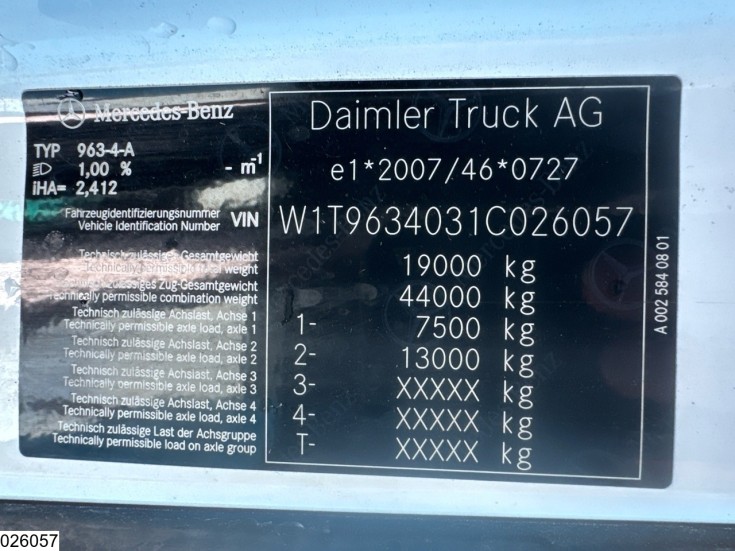 Mercedes-Benz
TYP 963-4-A
1,00 % - m-1
iHA= 2,412
Daimler Truck AG
e1*2007/46*0727
Fahrzeugidentifizierungsnummer
Vehicle Identification Number VIN W1T9634031C026057
Technisch zulässiges Gesamtgewicht
Technically permissible total weight 19000 kg
Technisch zulässiges Zug-Gesamtgewicht
Technically permissible combination weight 44000 kg
Technisch zulässige Achslast, Achse 1
Technically permissible axle load, axle 1 1- 7500 kg
Technisch zulässige Achslast, Achse 2
Technically permissible axle load, axle 2 2- 13000 kg
Technisch zulässige Achslast, Achse 3
Technically permissible axle load, axle 3 3- XXXXX kg
Technisch zulässige Achslast, Achse 4
Technically permissible axle load, axle 4 4- XXXXX kg
Technisch zulässige Last der Achsgruppe
Technically permissible load on axle group T- XXXXX kg
A 002 584 08 01
026057